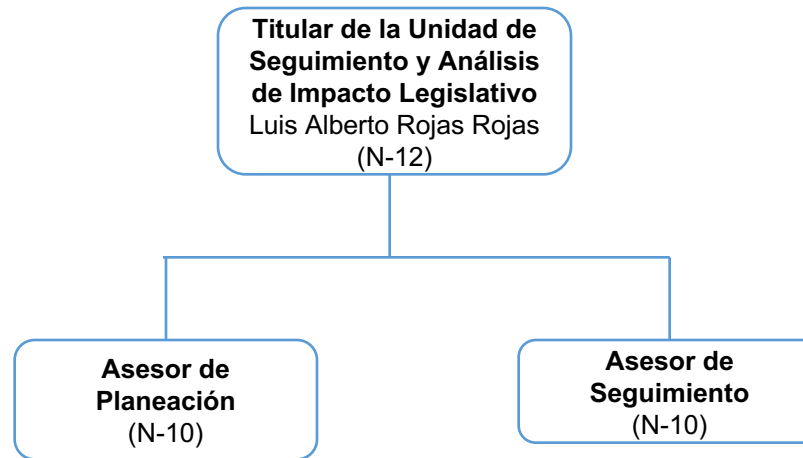 Titular de la Unidad de
Seguimiento y Análisis
de Impacto Legislativo
Luis Alberto Rojas Rojas
(N-12)
Asesor de
Planeación
(N-10)
Asesor de
Seguimiento
(N-10)